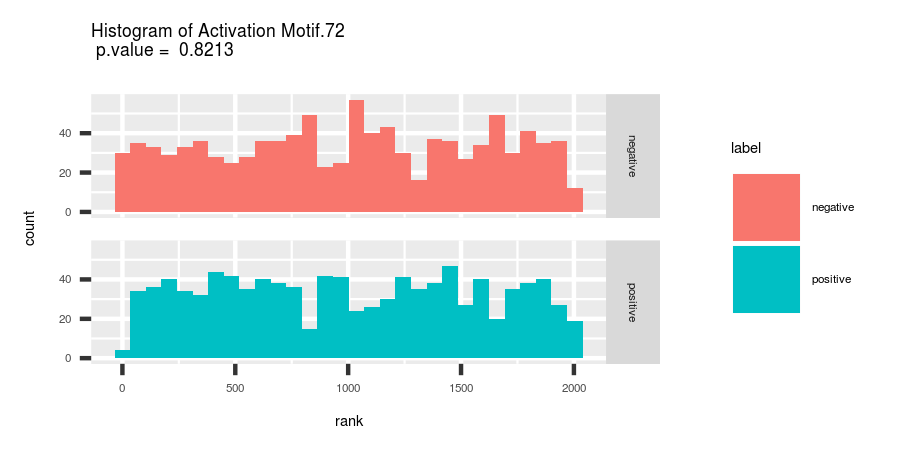 Histogram of Activation Motif.72
p.value =  0.8213
count
40
20
0
negative
40
20
0
positive
0 500 1000 1500 2000
rank
label
negative
positive